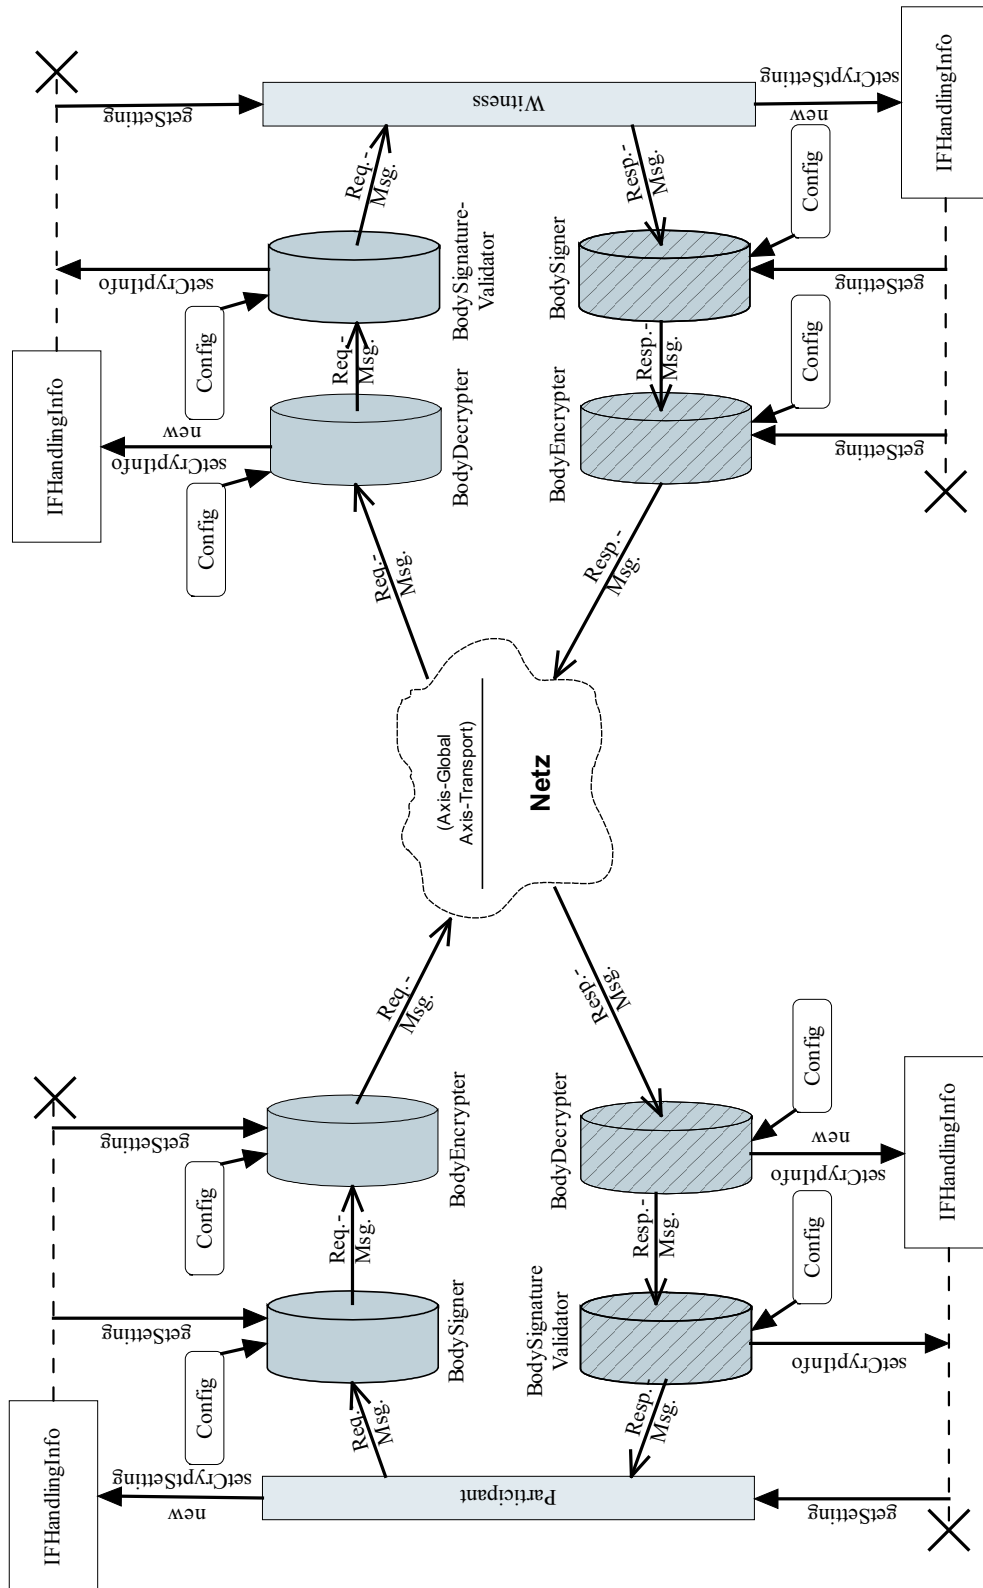 IFHandlingInfo
new
setCryptSetting
getSetting
getSetting
Config
Config
Participant
Req.-
Msg.
BodySigner
Req.-
Msg.
BodyEncrypter
Req.-
Msg.
(Axis-Global
Axis-Transport)
Netz
Req.-
Msg.
BodyDecrypter
Config
setCryptInfo
new
IFHandlingInfo
Req.-
Msg.
BodySignature-
Validator
Config
setCryptInfo
Req.-
Msg.
getSetting
Witness
new
setCryptSetting
IFHandlingInfo
Resp.-
Msg.
BodySigner
Config
getSetting
Resp.-
Msg.
BodyEncrypter
Config
getSetting
Resp.-
Msg.
Resp.-
Msg.
BodyDecrypter
Config
setCryptInfo
new
IFHandlingInfo
Resp.-
Msg.
BodySignature
Validator
Config
setCryptInfo
Resp.-
Msg.
getSetting